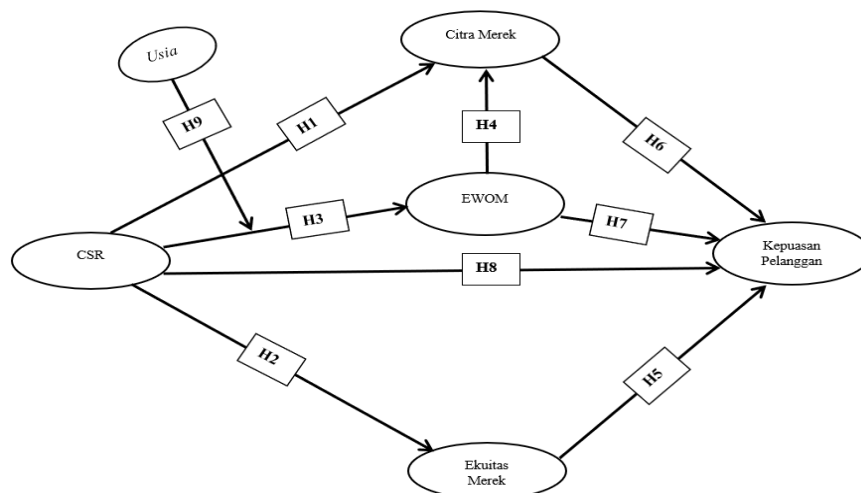 Citra Merek
Usia
H9
H1
H4
H6
EWOM
H3
H7
CSR
H8
Kepuasan
Pelanggan
H2
H5
Ekuitas
Merek